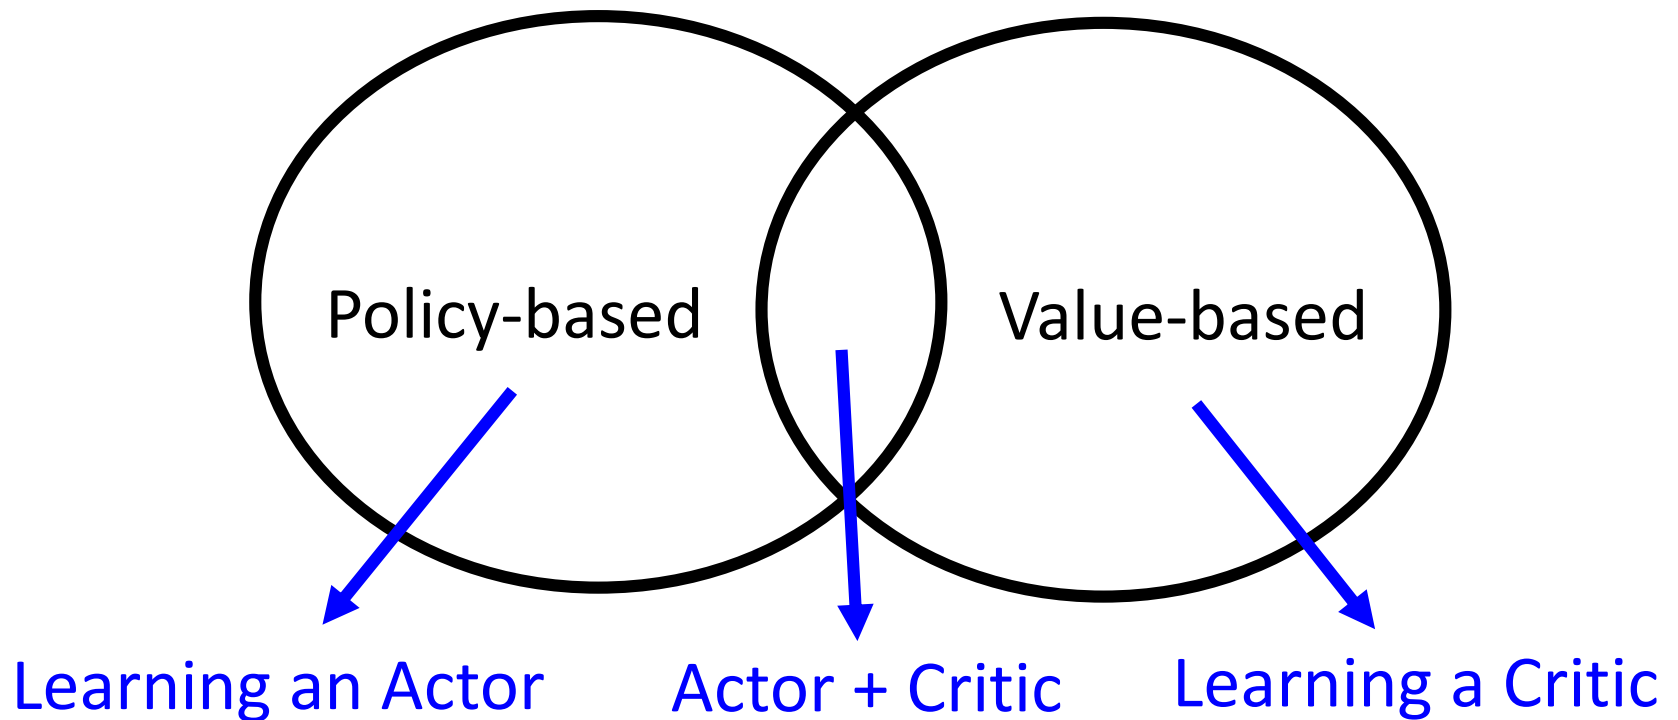 Policy-based
Value-based
Learning an Actor
Actor + Critic
Learning a Critic